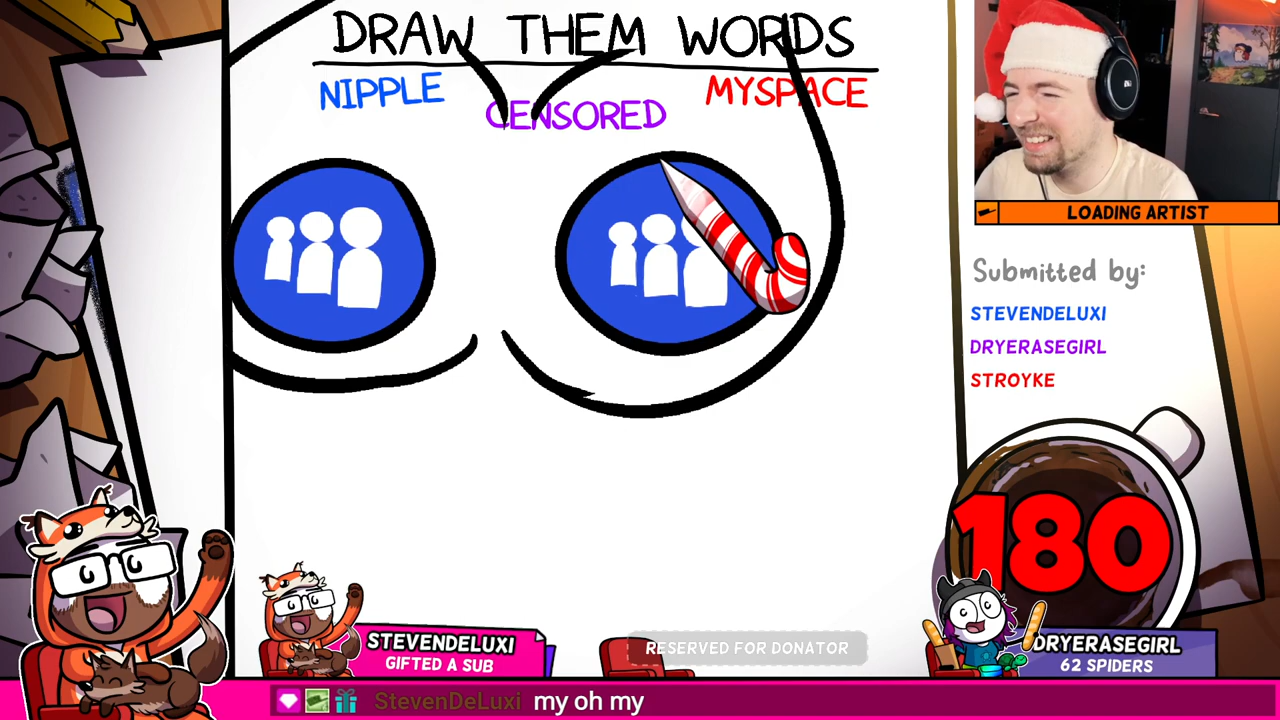 DRAW THEM WORDS
NIPPLE
CENSORED
MYSPACE
LOADING ARTIST
Submitted by:
STEVENDELUXI
DRYERASEGIRL
STROYKE
180
STEVENDELUXI
GIFTED A SUB
RESERVED FOR DONATOR
DRYERASEGIRL
62 SPIDERS
StevenDeLuxi my oh my